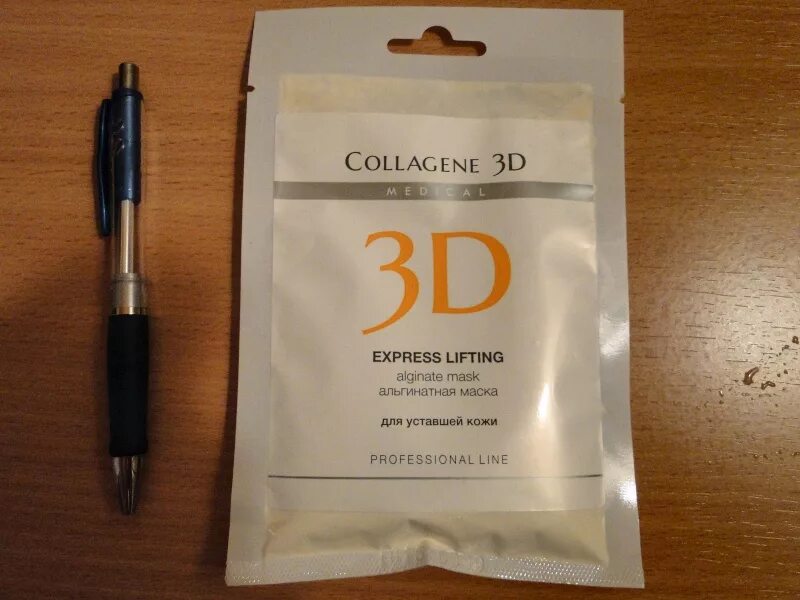 COLLAGENE 3D
MEDICAL
3D
EXPRESS LIFTING
alginate mask
альгинатная маска
для уставшей кожи
PROFESSIONAL LINE